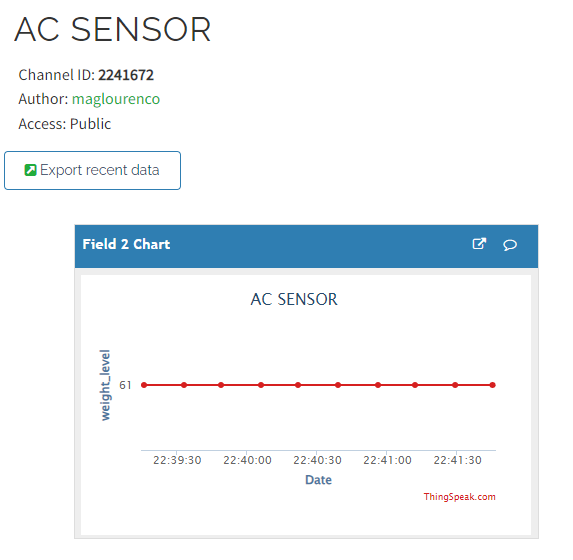 AC SENSOR
Channel ID: 2241672
Author: maglourenco
Access: Public
Export recent data
Field 2 Chart
AC SENSOR
weight_level
61
22:39:30 22:40:00 22:40:30 22:41:00 22:41:30
Date
ThingSpeak.com